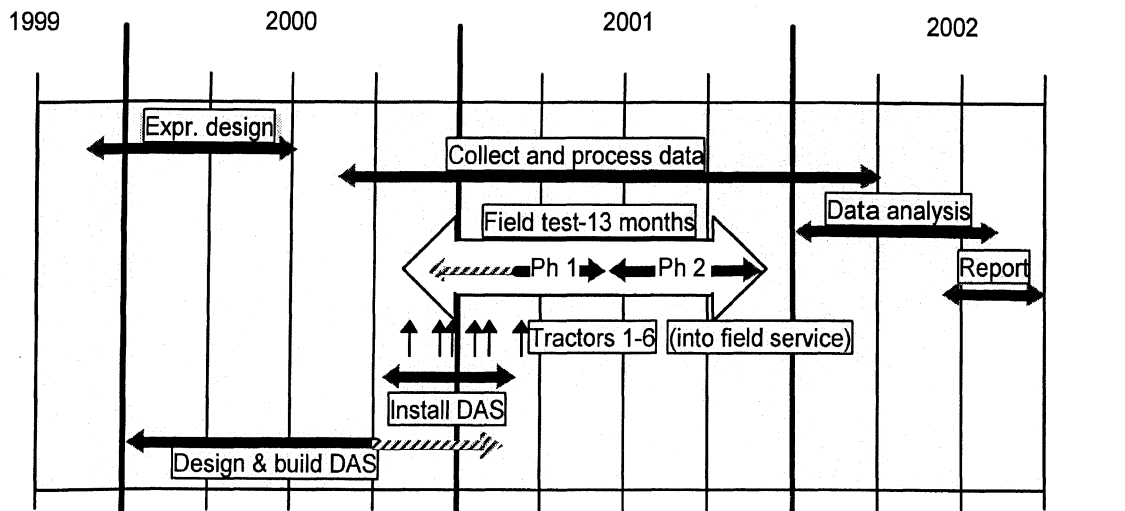 1999
2000
2001
2002
Expr. design
Collect and process data
Data analysis
Field test-13 months
Ph 1
Ph 2
Report
Tractors 1-6
(into field service)
Install DAS
Design & build DAS